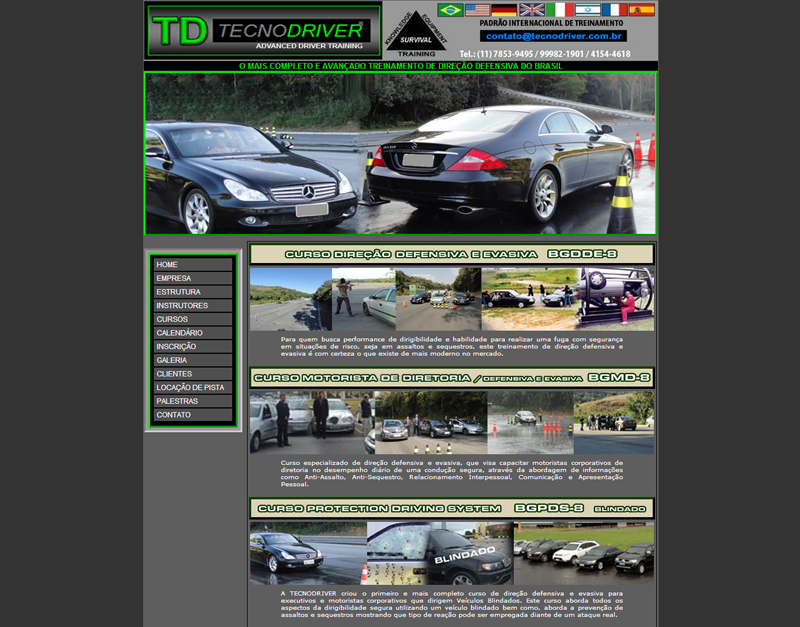 TD TECNODRIVER®
ADVANCED DRIVER TRAINING
KNOWLEDGE
EQUIPMENT
SURVIVAL
TRAINING
PADRÃO INTERNACIONAL DE TREINAMENTO
contato@tecnodriver.com.br
Tel.: (11) 7853-9495 / 99982-1901 / 4154-4618
O MAIS COMPLETO E AVANÇADO TREINAMENTO DE DIREÇÃO DEFENSIVA DO BRASIL
HOME
EMPRESA
ESTRUTURA
INSTRUTORES
CURSOS
CALENDÁRIO
INSCRIÇÃO
GALERIA
CLIENTES
LOCAÇÃO DE PISTA
PALESTRAS
CONTATO
CURSO DIREÇÃO DEFENSIVA E EVASIVA BGDDE-8
Para quem busca performance de dirigibilidade e habilidade para realizar uma fuga com segurança
em situações de risco, seja em assaltos e sequestros, este treinamento de direção defensiva e
evasiva é com certeza o que existe de mais moderno no mercado.
CURSO MOTORISTA DE DIRETORIA / DEFENSIVA E EVASIVA BGMD-8
Curso especializado de direção defensiva e evasiva, que visa capacitar motoristas corporativos de
diretoria no desempenho diário de uma condução segura, através da abordagem de informações
como Anti-Assalto, Anti-Sequestro, Relacionamento Interpessoal, Comunicação e Apresentação
Pessoal.
CURSO PROTECTION DRIVING SYSTEM BGPDS-8 BLINDADO
BLINDADO
A TECNODRIVER criou o primeiro e mais completo curso de direção defensiva e evasiva para
executivos e motoristas corporativos que dirigem Veículos Blindados. Este curso aborda todos os
aspectos da dirigibilidade segura utilizando um veículo blindado bem como, aborda a prevenção de
assaltos e sequestros mostrando que tipo de reação pode ser empregada diante de um ataque real.